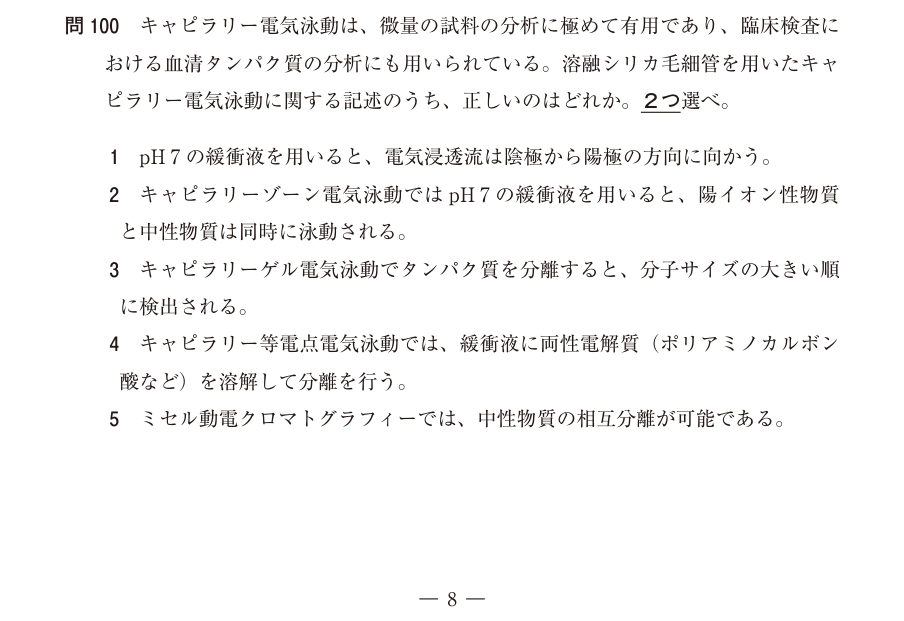 問 100　キャピラリー電気泳動は、微量の試料の分析に極めて有用であり、臨床検査に
おける血清タンパク質の分析にも用いられている。溶融シリカ毛細管を用いたキャ
ピラリー電気泳動に関する記述のうち、正しいのはどれか。2つ選べ。
1　pH 7 の緩衝液を用いると、電気浸透流は陰極から陽極の方向に向かう。
2　キャピラリーゾーン電気泳動では pH 7 の緩衝液を用いると、陽イオン性物質
と中性物質は同時に泳動される。
3　キャピラリーゲル電気泳動でタンパク質を分離すると、分子サイズの大きい順
に検出される。
4　キャピラリー等電点電気泳動では、緩衝液に両性電解質（ポリアミノカルボン
酸など）を溶解して分離を行う。
5　ミセル動電クロマトグラフィーでは、中性物質の相互分離が可能である。
— 8 —